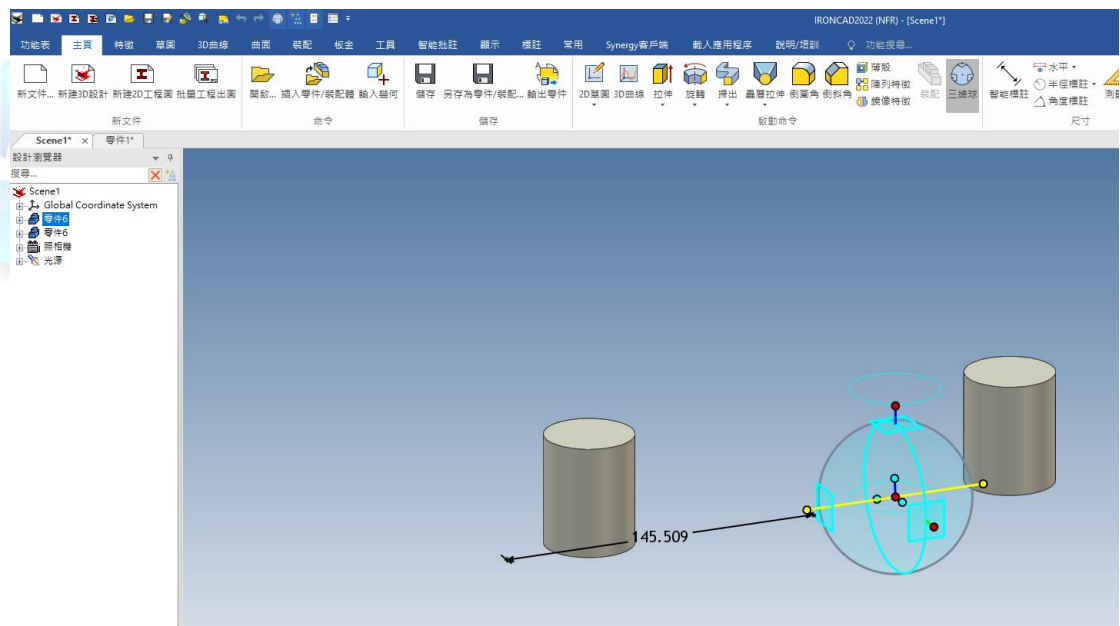 IRONCAD2022 (NFR) - [Scene1*]
功能表 主頁 特徵 草圖 3D曲線 曲面 裝配 板金 工具 智能批註 顯示 標註 常用 Synergy客戶端 載入應用程序 說明/培訓 功能搜尋...
新文件... 新建3D設計 新建2D工程圖 批量工程出圖 開啟... 插入零件/裝配體 輸入幾何 儲存 另存為零件/裝配... 輸出零件 2D草圖 3D曲線 拉伸 旋轉 掃出 疊層拉伸 倒圓角 倒斜角 薄殼 陣列特徵 鏡像特徵 裝配 三維球 智能標註 水平 半徑標註 角度標註
新文件 命令 儲存 啟動命令 尺寸
Scene1* x 零件1*
設計瀏覽器
搜尋...
Scene1
Global Coordinate System
零件6
零件6
照相機
光源
145.509